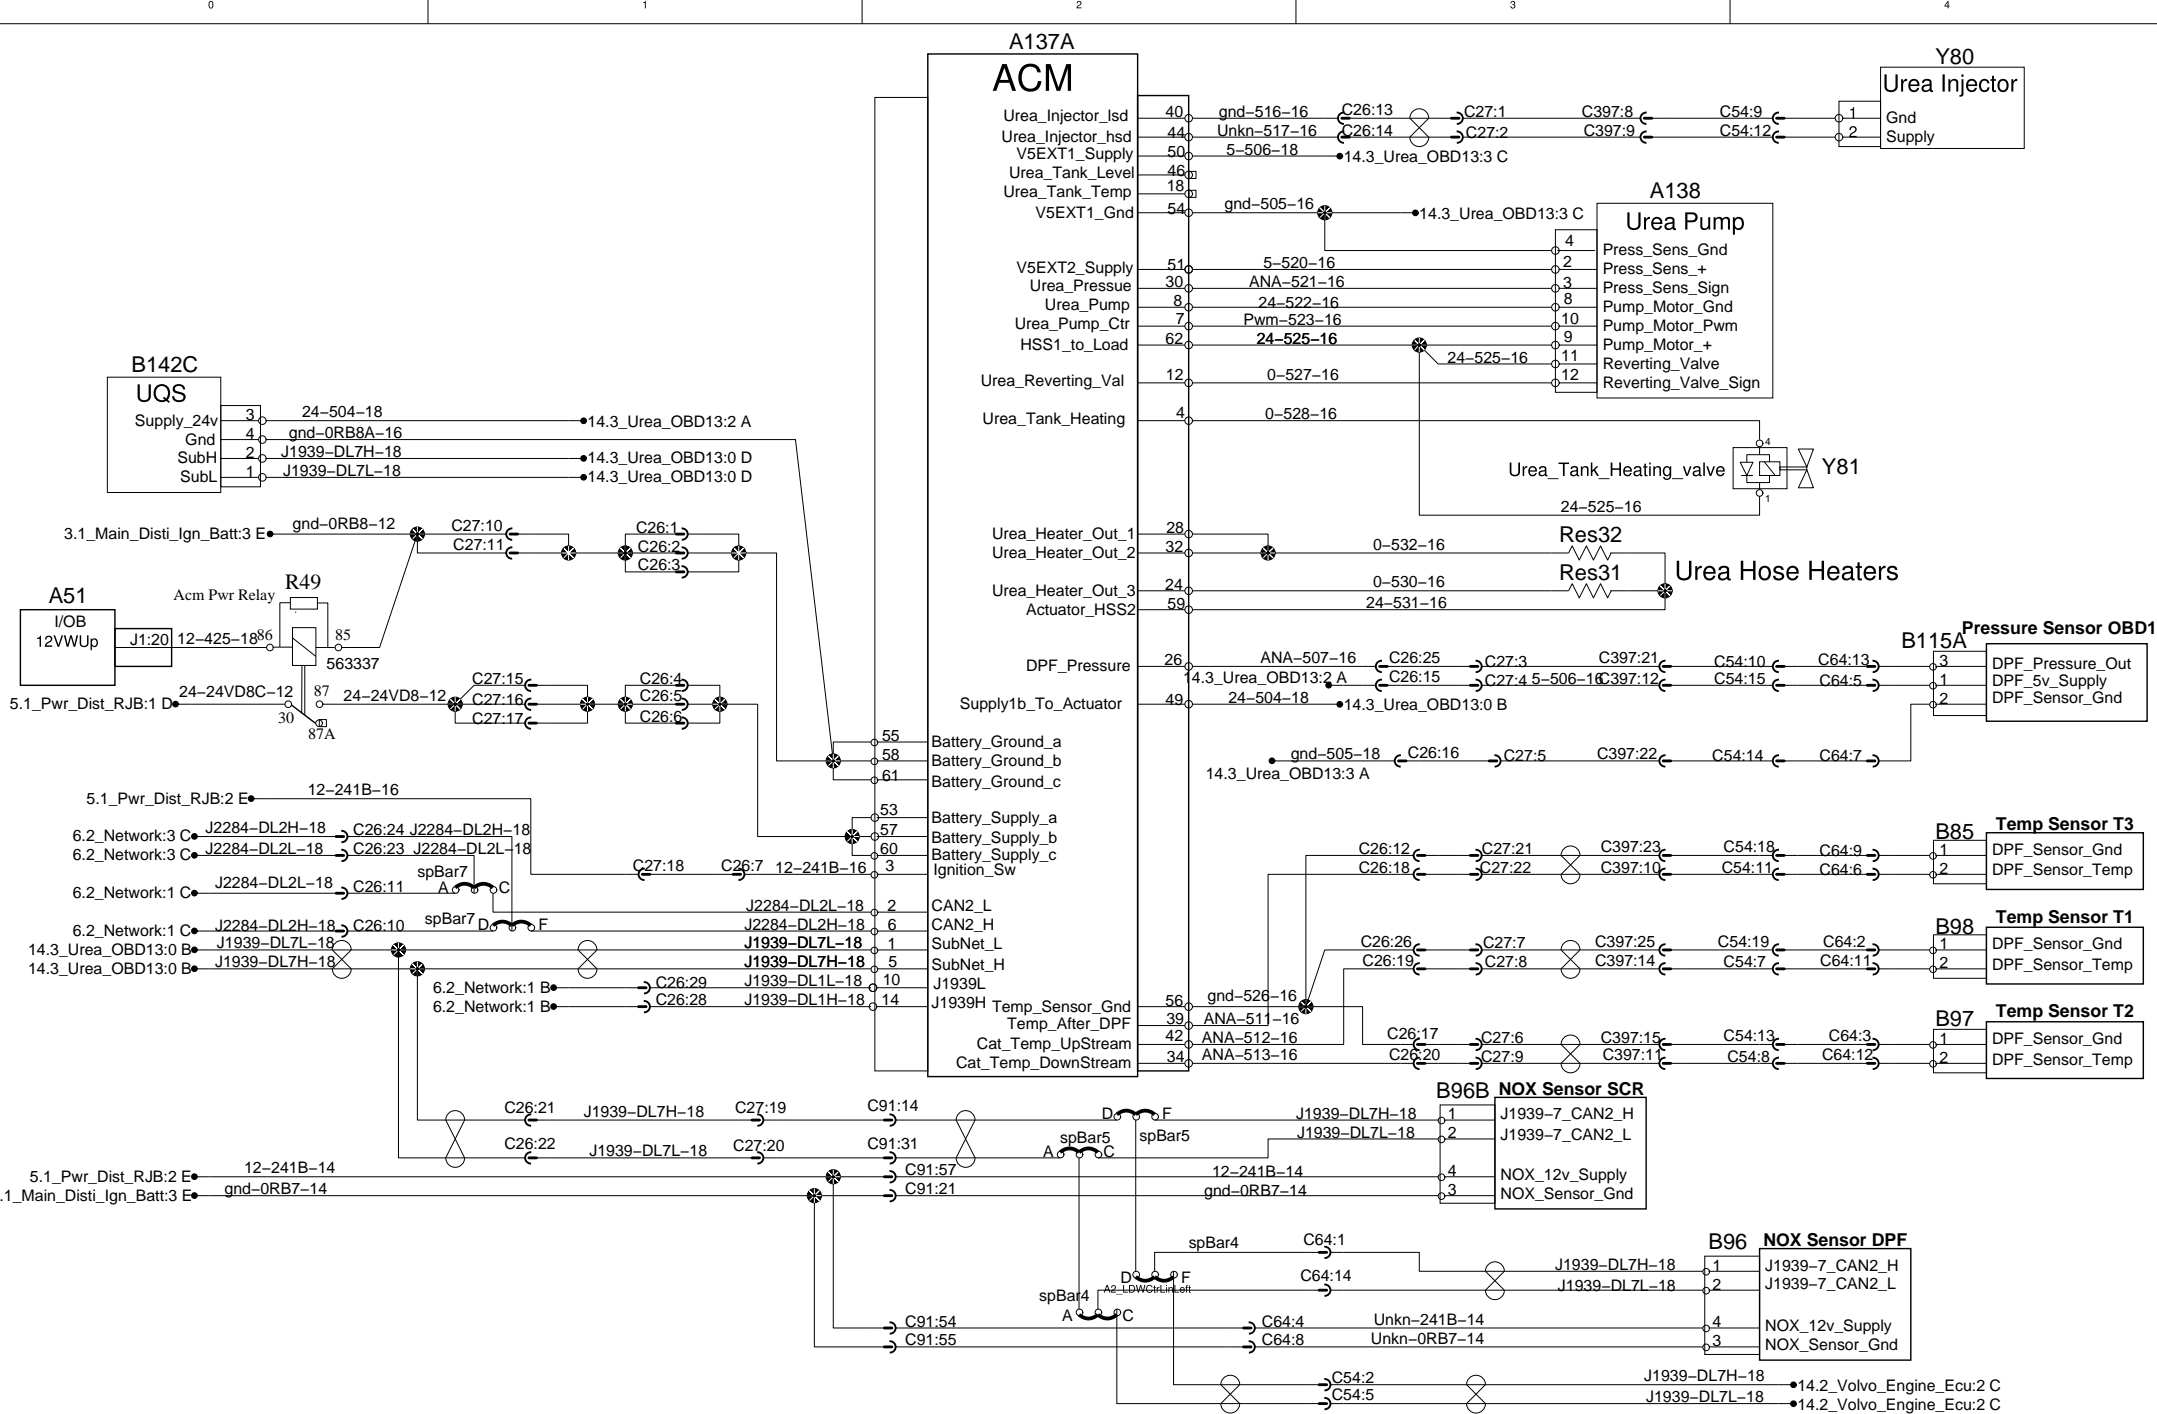 0 1 2 3 4
A137A
ACM
Urea_Injector_lsd 40 gnd-516-16 C26:13 C27:1 C397:8 C54:9
Urea_Injector_hsd 44 Unkn-517-16 C26:14 C27:2 C397:9 C54:12
V5EXT1_Supply 50 5-506-18 14.3_Urea_OBD13:3 C
Urea_Tank_Level 46
Urea_Tank_Temp 18
V5EXT1_Gnd 54 gnd-505-16 14.3_Urea_OBD13:3 C
V5EXT2_Supply 51 5-520-16
Urea_Pressue 30 ANA-521-16
Urea_Pump 8 24-522-16
Urea_Pump_Ctr 7 Pwm-523-16
HSS1_to_Load 62 24-525-16
24-525-16
Urea_Reverting_Val 12 0-527-16
Urea_Tank_Heating 4 0-528-16
Y80
Urea Injector
1 Gnd
2 Supply
A138
Urea Pump
4 Press_Sens_Gnd
2 Press_Sens_+
3 Press_Sens_Sign
8 Pump_Motor_Gnd
10 Pump_Motor_Pwm
9 Pump_Motor_+
11 Reverting_Valve
12 Reverting_Valve_Sign
4
Urea_Tank_Heating_valve Y81
1
24-525-16
B142C
UQS
Supply_24v 3 24-504-18 14.3_Urea_OBD13:2 A
Gnd 4 gnd-0RB8A-16
SubH 2 J1939-DL7H-18 14.3_Urea_OBD13:0 D
SubL 1 J1939-DL7L-18 14.3_Urea_OBD13:0 D
3.1_Main_Disti_Ign_Batt:3 E gnd-0RB8-12 C27:10 C26:1
C27:11 C26:2
C26:3
A51
I/OB
12VWUp
J1:20 12-425-18
Acm Pwr Relay R49
86 85
563337
5.1_Pwr_Dist_RJB:1 D 24-24VD8C-12 30 87 24-24VD8-12
87A
C27:15 C26:4
C27:16 C26:5
C27:17 C26:6
Urea_Heater_Out_1 28
Urea_Heater_Out_2 32 0-532-16 Res32
Urea_Heater_Out_3 24 0-530-16 Res31
Urea Hose Heaters
Actuator_HSS2 59 24-531-16
DPF_Pressure 26 ANA-507-16 C26:25 C27:3 C397:21 C54:10 C64:13
14.3_Urea_OBD13:2 A C26:15 C27:4 5-506-16 C397:12 C54:15 C64:5
Supply1b_To_Actuator 49 24-504-18 14.3_Urea_OBD13:0 B
14.3_Urea_OBD13:3 A gnd-505-18 C26:16 C27:5 C397:22 C54:14 C64:7
B115A Pressure Sensor OBD1
3 DPF_Pressure_Out
1 DPF_5v_Supply
2 DPF_Sensor_Gnd
55 Battery_Ground_a
58 Battery_Ground_b
61 Battery_Ground_c
53 Battery_Supply_a
57 Battery_Supply_b
60 Battery_Supply_c
5.1_Pwr_Dist_RJB:2 E 12-241B-16
C27:18 C26:7 12-241B-16 3 Ignition_Sw
6.2_Network:3 C J2284-DL2H-18 C26:24 J2284-DL2H-18
6.2_Network:3 C J2284-DL2L-18 C26:23 J2284-DL2L-18
6.2_Network:1 C J2284-DL2L-18 C26:11 spBar7 A C
J2284-DL2L-18 2 CAN2_L
6.2_Network:1 C J2284-DL2H-18 C26:10 spBar7 D F J2284-DL2H-18 6 CAN2_H
14.3_Urea_OBD13:0 B J1939-DL7L-18 J1939-DL7L-18 1 SubNet_L
14.3_Urea_OBD13:0 B J1939-DL7H-18 J1939-DL7H-18 5 SubNet_H
6.2_Network:1 B C26:29 J1939-DL1L-18 10 J1939L
6.2_Network:1 B C26:28 J1939-DL1H-18 14 J1939H
Temp_Sensor_Gnd 56 gnd-526-16
Temp_After_DPF 39 ANA-511-16
Cat_Temp_UpStream 42 ANA-512-16
Cat_Temp_DownStream 34 ANA-513-16
C26:12 C27:21 C397:23 C54:18 C64:9
C26:18 C27:22 C397:10 C54:11 C64:6
B85 Temp Sensor T3
1 DPF_Sensor_Gnd
2 DPF_Sensor_Temp
C26:26 C27:7 C397:25 C54:19 C64:2
C26:19 C27:8 C397:14 C54:7 C64:11
B98 Temp Sensor T1
1 DPF_Sensor_Gnd
2 DPF_Sensor_Temp
C26:17 C27:6 C397:15 C54:13 C64:3
C26:20 C27:9 C397:11 C54:8 C64:12
B97 Temp Sensor T2
1 DPF_Sensor_Gnd
2 DPF_Sensor_Temp
C26:21 J1939-DL7H-18 C27:19 C91:14 D F spBar5 J1939-DL7H-18
C26:22 J1939-DL7L-18 C27:20 C91:31 spBar5 A C J1939-DL7L-18
5.1_Pwr_Dist_RJB:2 E 12-241B-14 C91:57 12-241B-14
.1_Main_Disti_Ign_Batt:3 E gnd-0RB7-14 C91:21 gnd-0RB7-14
B96B NOX Sensor SCR
1 J1939-7_CAN2_H
2 J1939-7_CAN2_L
4 NOX_12v_Supply
3 NOX_Sensor_Gnd
spBar4 C64:1 J1939-DL7H-18
D F C64:14 J1939-DL7L-18
A2_LDWCtrLinLeft
spBar4 A C
C91:54 C64:4 Unkn-241B-14
C91:55 C64:8 Unkn-0RB7-14
B96 NOX Sensor DPF
1 J1939-7_CAN2_H
2 J1939-7_CAN2_L
4 NOX_12v_Supply
3 NOX_Sensor_Gnd
C54:2 J1939-DL7H-18 14.2_Volvo_Engine_Ecu:2 C
C54:5 J1939-DL7L-18 14.2_Volvo_Engine_Ecu:2 C